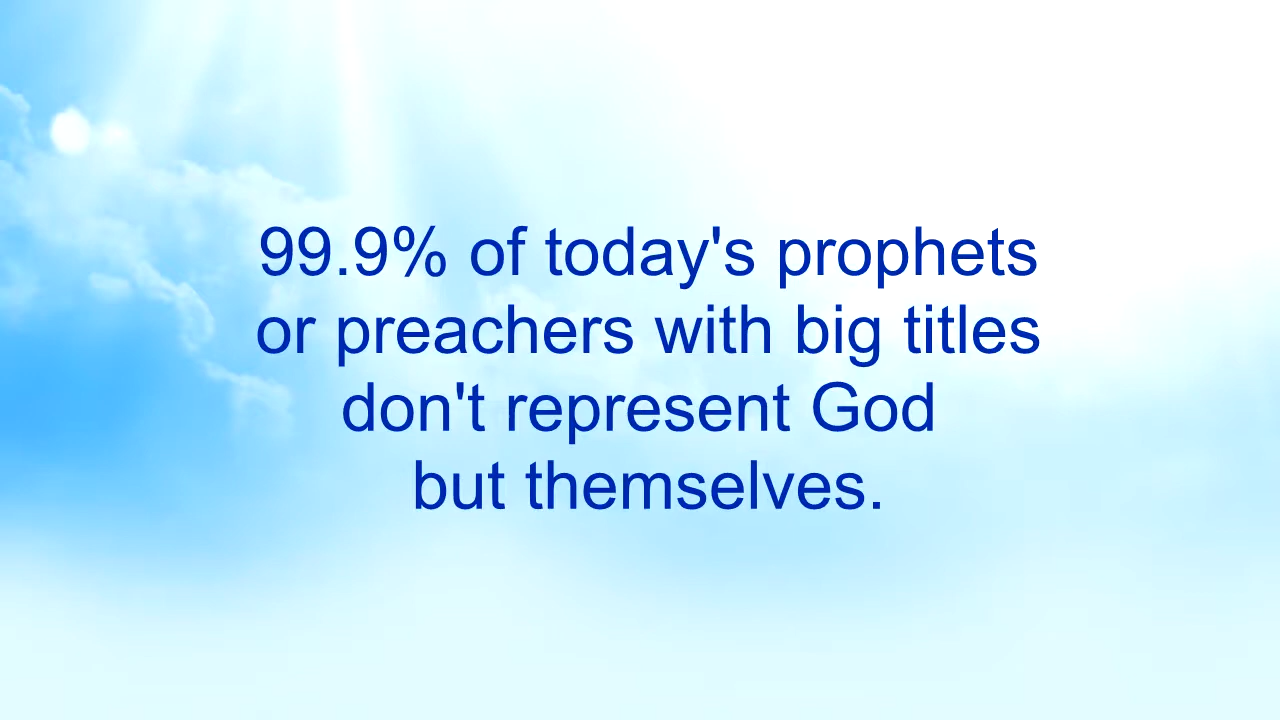 99.9% of today's prophets
or preachers with big titles
don't represent God
but themselves.